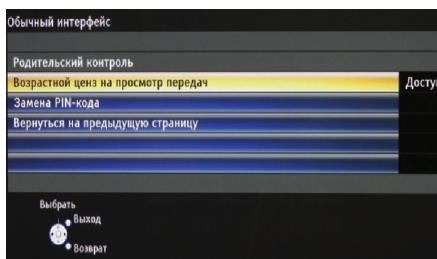 Обычный интерфейс
Родительский контроль
Возрастной ценз на просмотр передач
Замена PIN-кода
Вернуться на предыдущую страницу
Выбрать
Выход
Возврат